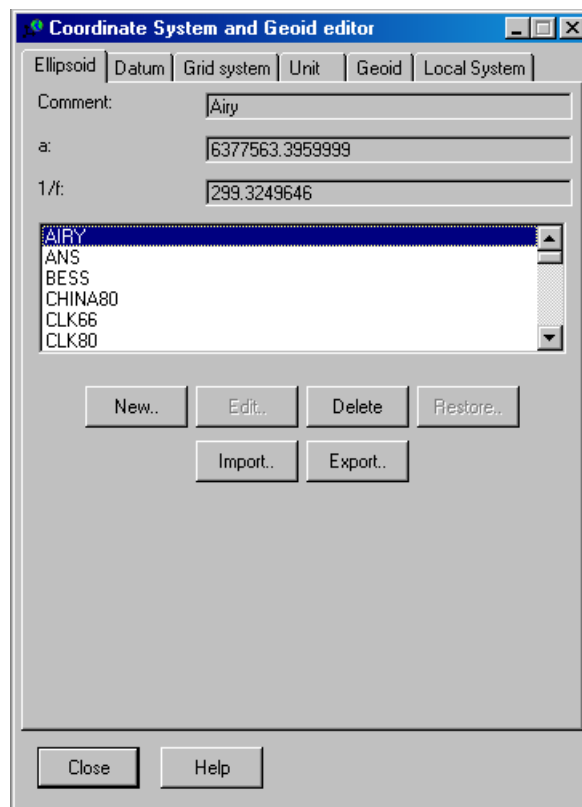 Coordinate System and Geoid editor
Ellipsoid Datum Grid system Unit Geoid Local System
Comment: Airy
a: 6377563.3959999
1/f: 299.3249646
AIRY
ANS
BESS
CHINA80
CLK66
CLK80
New.. Edit.. Delete Restore..
Import.. Export..
Close Help